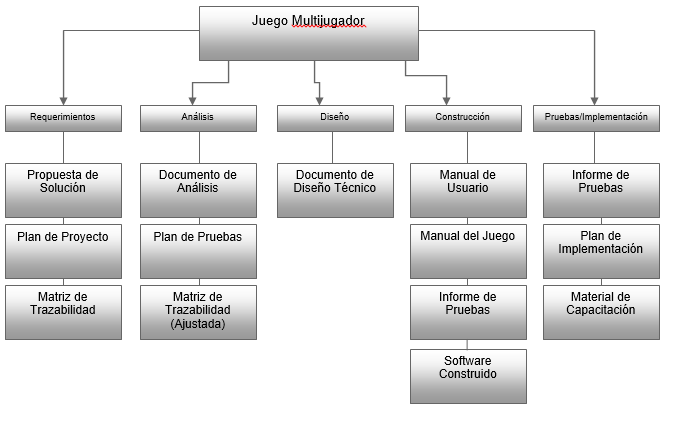 Juego Multijugador
Requerimientos
Análisis
Diseño
Construcción
Pruebas/Implementación
Propuesta de
Solución
Documento de
Análisis
Documento de
Diseño Técnico
Manual de
Usuario
Informe de
Pruebas
Plan de Proyecto
Plan de Pruebas
Manual del Juego
Plan de
Implementación
Matriz de
Trazabilidad
Matriz de
Trazabilidad
(Ajustada)
Informe de
Pruebas
Material de
Capacitación
Software
Construido